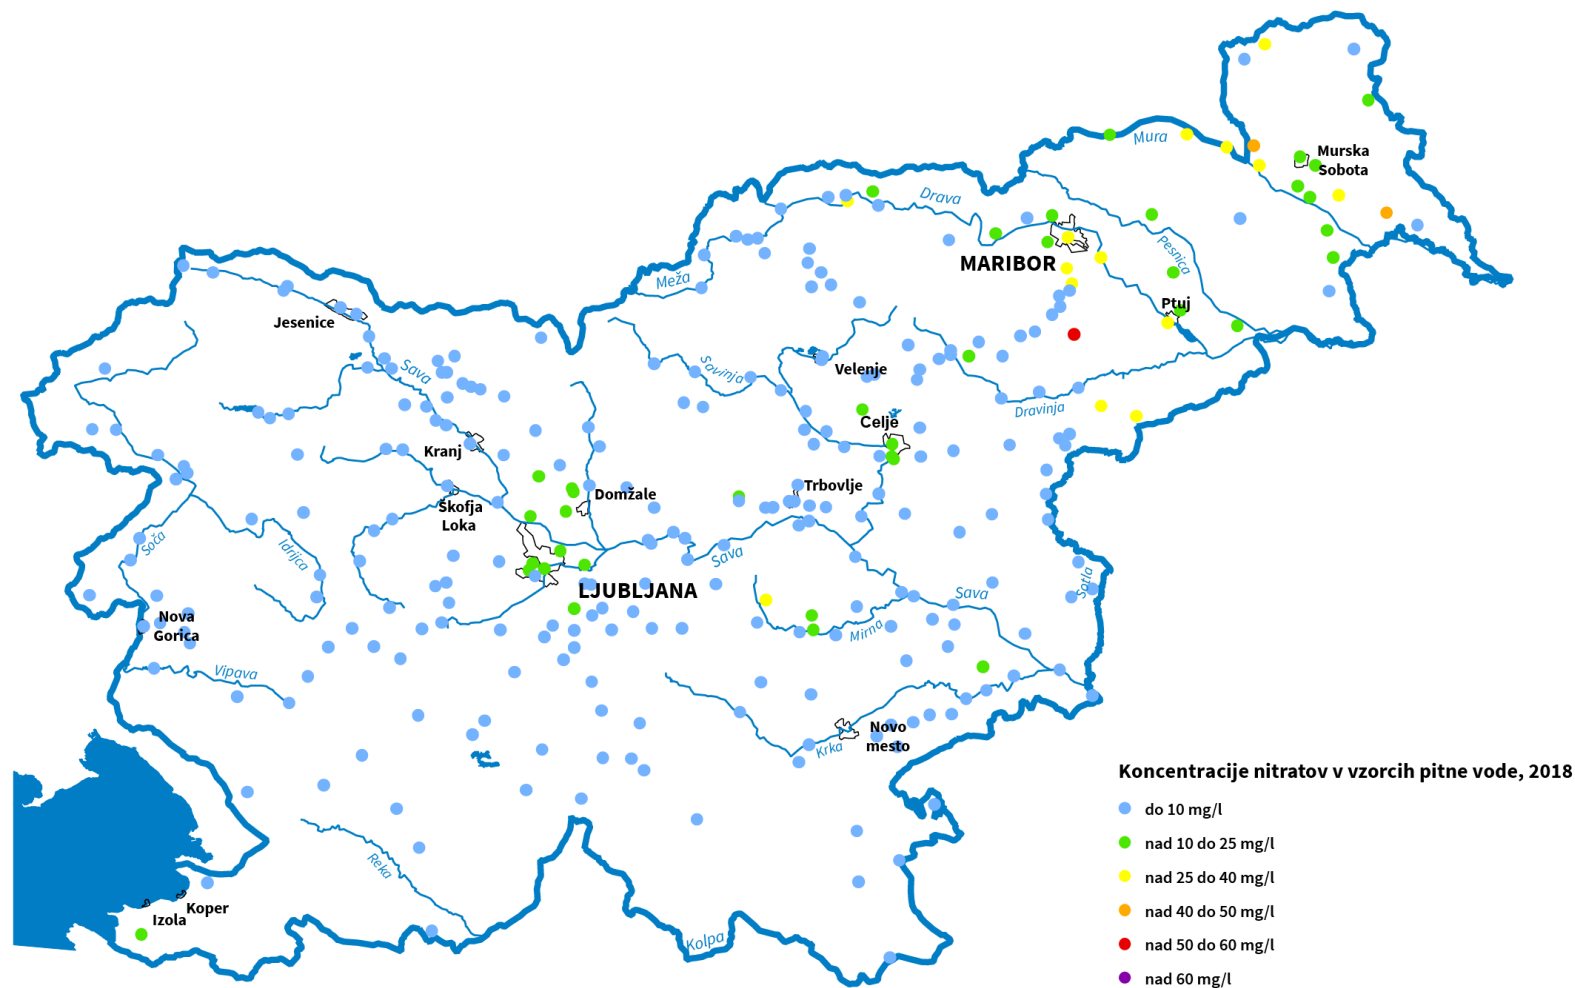 Mura
Murska
Sobota
Drava
Pesnica
MARIBOR
Meža
Ptuj
Jesenice
Sava
Savinja
Velenje
Dravinja
Celje
Kranj
Domžale
Trbovlje
Škofja
Loka
Soča
Idrijca
Sava
LJUBLJANA
Sotla
Sava
Nova
Gorica
Mirna
Vipava
Novo
mesto
Krka
Reka
Koper
Izola
Kolpa
Koncentracije nitratov v vzorcih pitne vode, 2018
do 10 mg/l
nad 10 do 25 mg/l
nad 25 do 40 mg/l
nad 40 do 50 mg/l
nad 50 do 60 mg/l
nad 60 mg/l